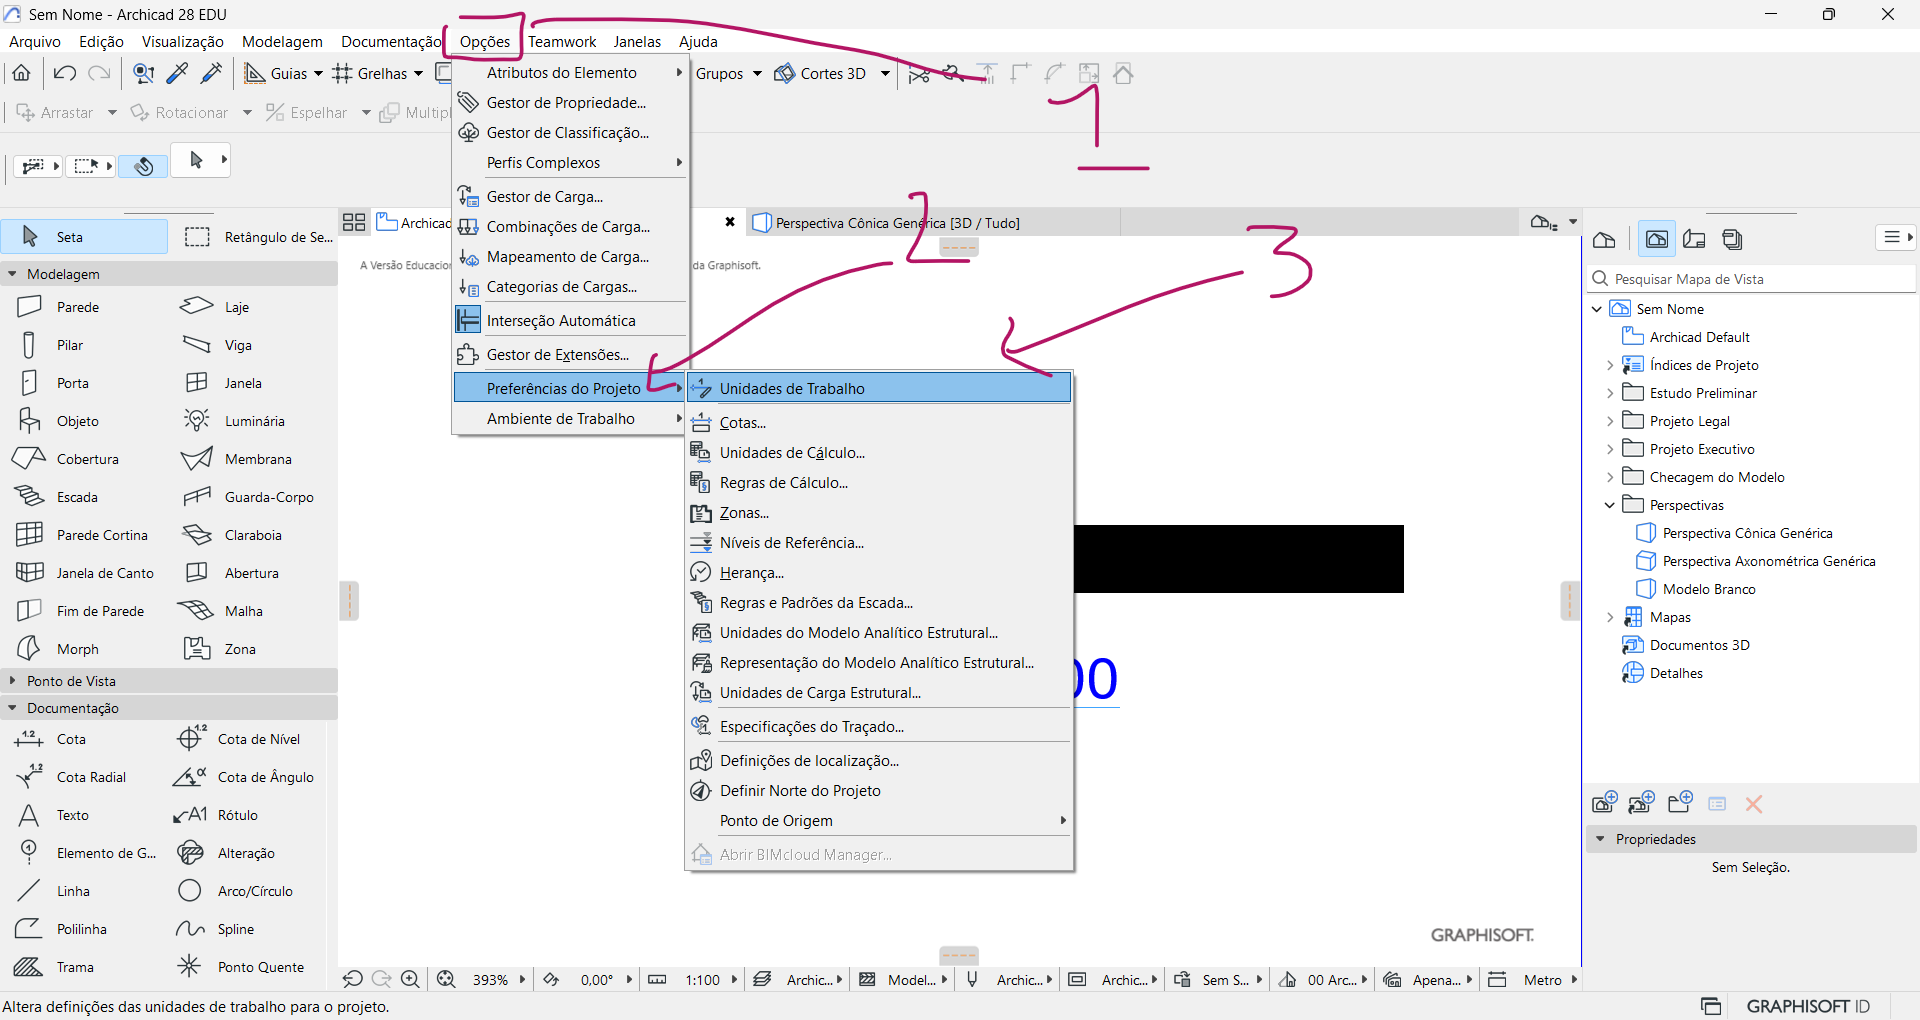 Sem Nome - Archicad 28 EDU
Arquivo Edição Visualização Modelagem Documentação Opções Teamwork Janelas Ajuda
Guias Grelhas Grupos Cortes 3D
Arrastar Rotacionar Espelhar
Atributos do Elemento
Gestor de Propriedade...
Gestor de Classificação...
Perfis Complexos
Gestor de Carga...
Combinações de Carga...
Mapeamento de Carga...
Categorias de Cargas...
Interseção Automática
Gestor de Extensões...
Preferências do Projeto
Ambiente de Trabalho
1
2
3
Unidades de Trabalho
Cotas...
Unidades de Cálculo...
Regras de Cálculo...
Zonas...
Níveis de Referência...
Herança...
Regras e Padrões da Escada...
Unidades do Modelo Analítico Estrutural...
Representação do Modelo Analítico Estrutural...
Unidades de Carga Estrutural...
Especificações do Traçado...
Definições de localização...
Definir Norte do Projeto
Ponto de Origem
Abrir BIMcloud Manager...
Archicad
Perspectiva Cônica Genérica [3D / Tudo]
A Versão Educacion
da Graphisoft.
00
GRAPHISOFT.
Seta Retângulo de Se...
Modelagem
Parede Laje
Pilar Viga
Porta Janela
Objeto Luminária
Cobertura Membrana
Escada Guarda-Corpo
Parede Cortina Claraboia
Janela de Canto Abertura
Fim de Parede Malha
Morph Zona
Ponto de Vista
Documentação
1.2 Cota 1.2 Cota de Nível
1.2 Cota Radial α Cota de Ângulo
Texto A1 Rótulo
1 Elemento de G... Alteração
Linha Arco/Círculo
Polilinha Spline
Trama Ponto Quente
Pesquisar Mapa de Vista
Sem Nome
Archicad Default
Índices de Projeto
Estudo Preliminar
Projeto Legal
Projeto Executivo
Checagem do Modelo
Perspectivas
Perspectiva Cônica Genérica
Perspectiva Axonométrica Genérica
Modelo Branco
Mapas
Documentos 3D
Detalhes
Propriedades
Sem Seleção.
393% 0,00° 1:100 Archic... Model... Archic... Archic... Sem S... 00 Arc... Apena... Metro
Altera definições das unidades de trabalho para o projeto.
GRAPHISOFT ID